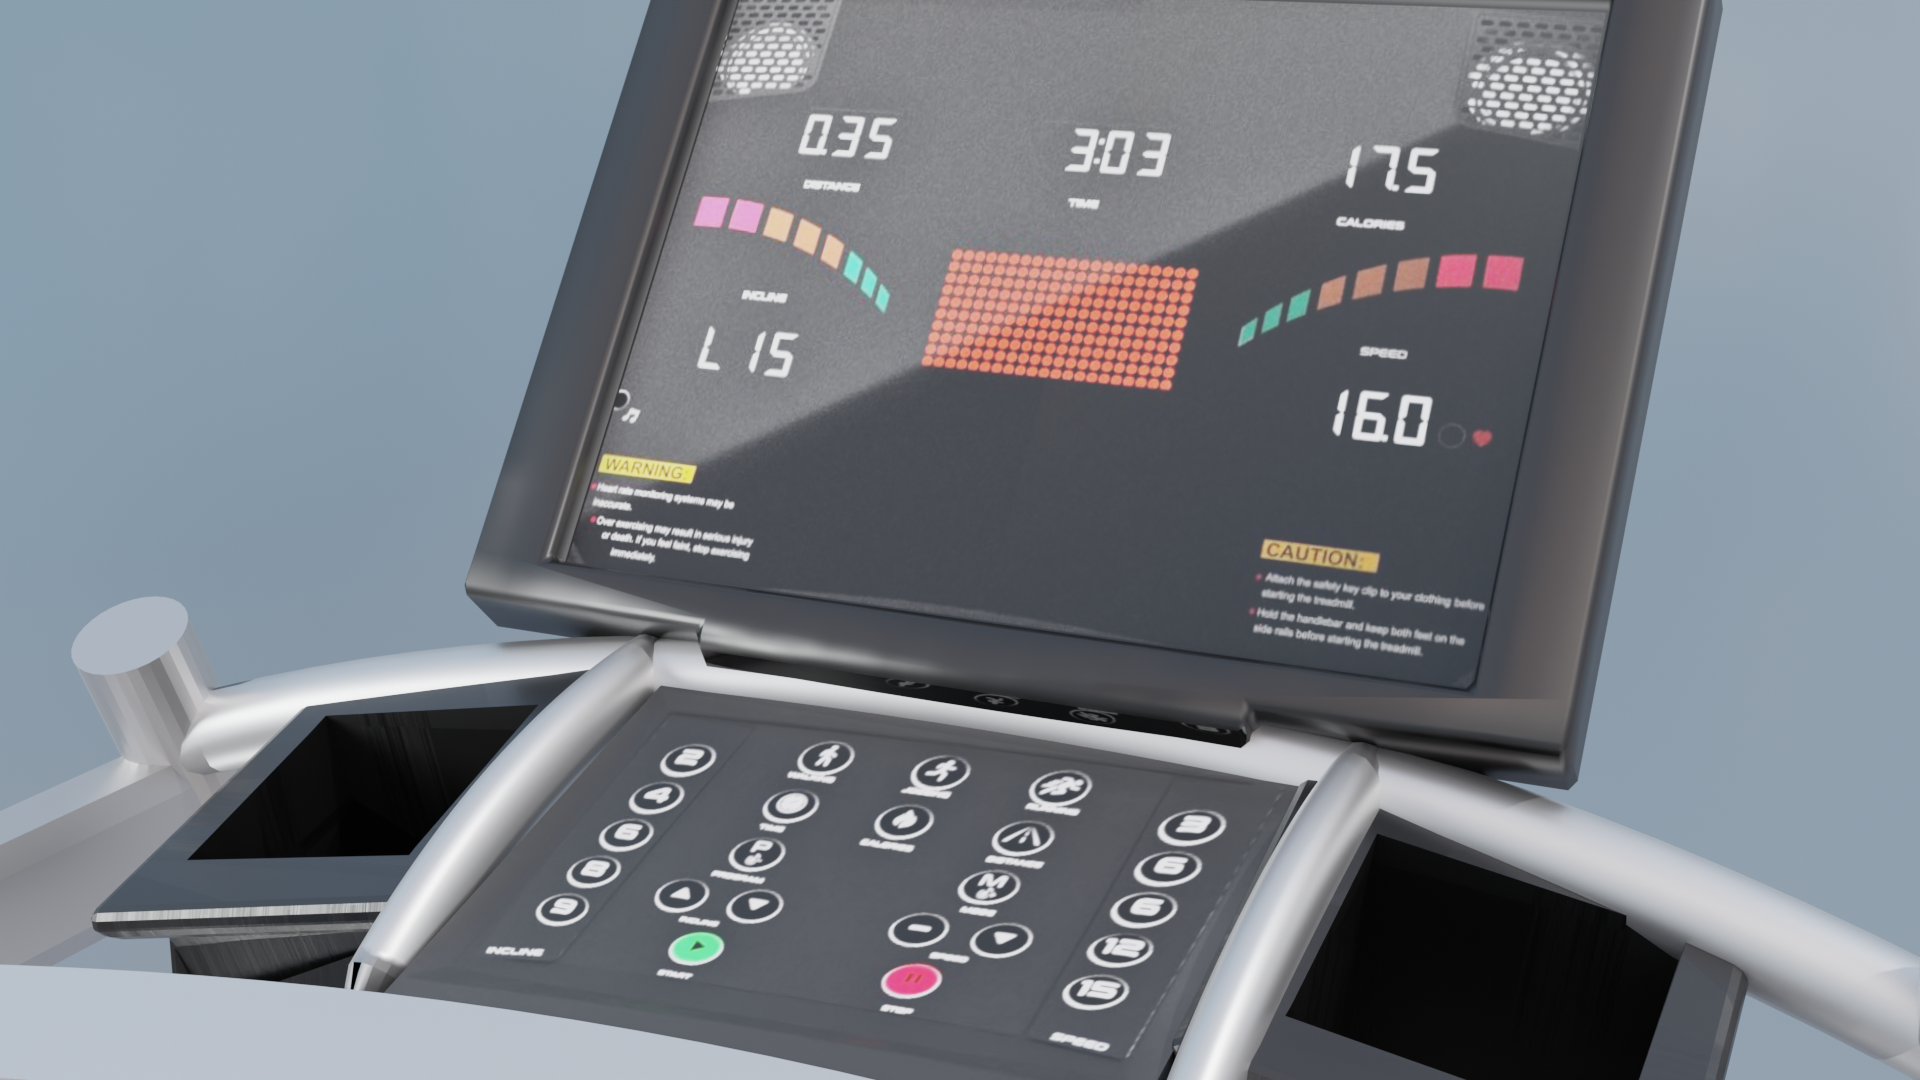 0.35
DISTANCE
3:03
TIME
17.5
CALORIES
INCLINE
L 15
SPEED
16.0
WARNING:
Heart rate monitoring systems may be
inaccurate.
Over exercising may result in serious injury
or death. If you feel faint, stop exercising
immediately.
CAUTION:
Attach the safety key clip to your clothing before
starting the treadmill.
Hold the handlebar and keep both feet on the
side rails before starting the treadmill.
2
4
6
8
9
INCLINE
WALKING
RUNNING
TIME
CALORIES
DISTANCE
P
PROGRAM
M
MODE
INCLINE
SPEED
START
STOP
3
6
6
12
15
SPEED